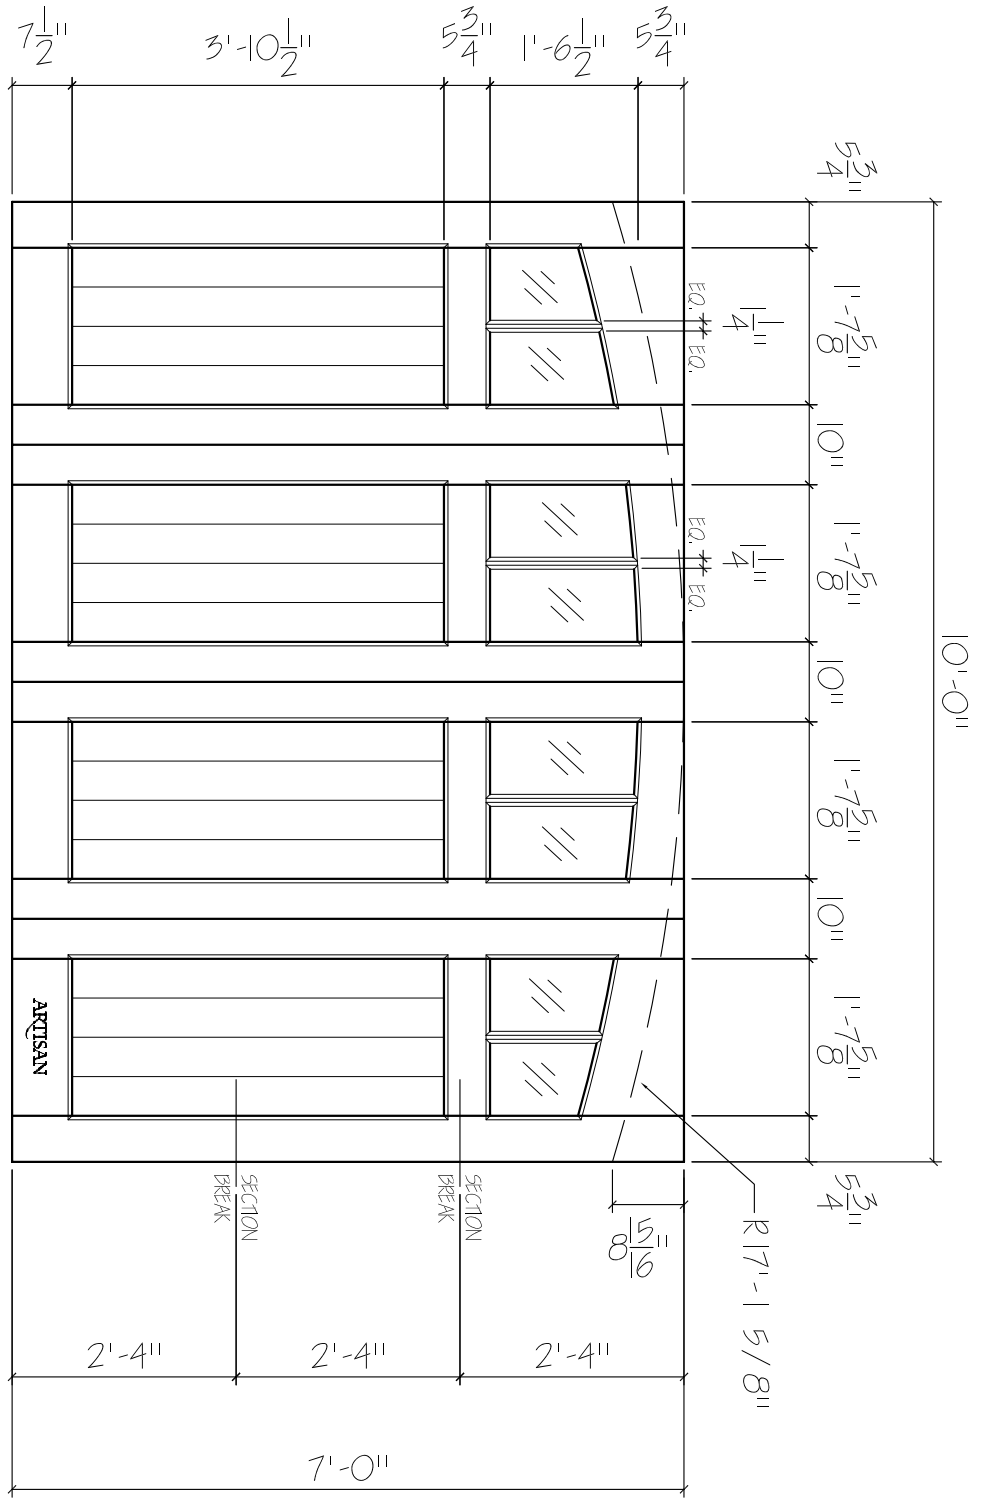 7 1/2"
3'-10 1/2"
5 3/4"
1'-6 1/2"
5 3/4"
5 3/4"
1'-7 5/8"
10"
1'-7 5/8"
10"
1'-7 5/8"
10"
1'-7 5/8"
5 3/4"
10'-0"
EQ.
EQ.
1 1/4"
EQ.
EQ.
1 1/4"
ARTISAN
SECTION
BREAK
SECTION
BREAK
8 15/16"
R 17'-1 5/8"
2'-4"
2'-4"
2'-4"
7'-0"